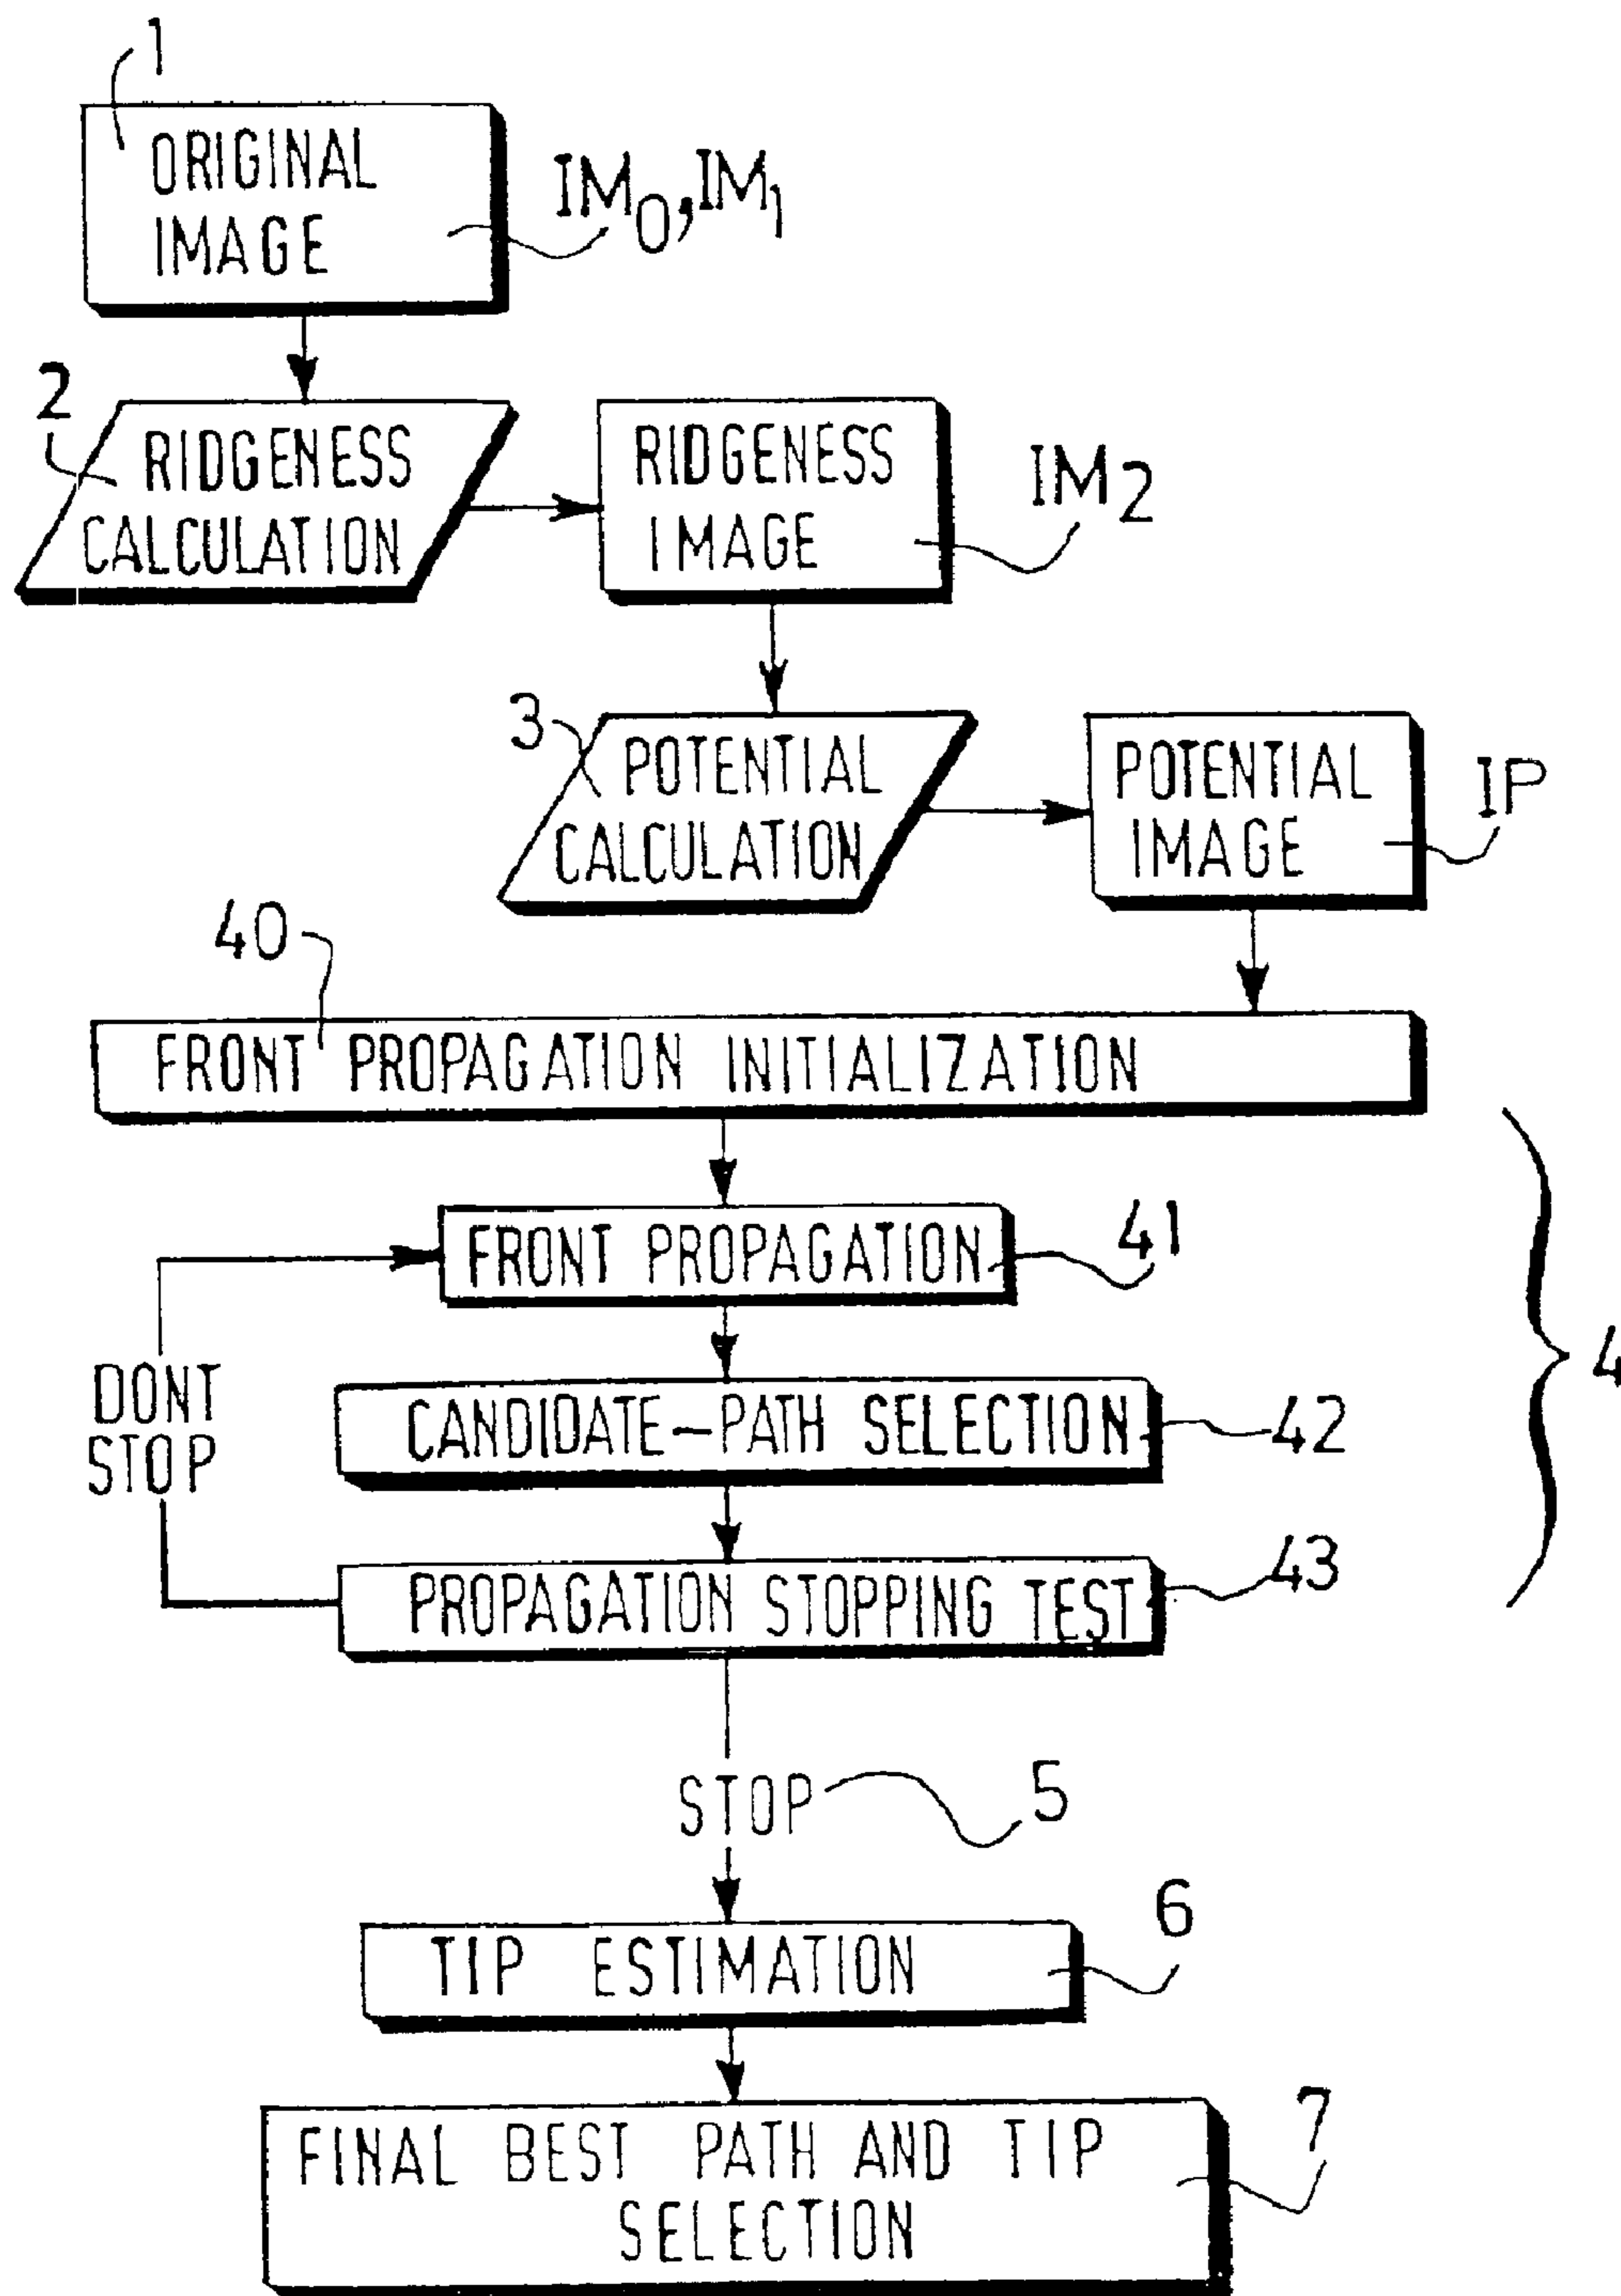 1
ORIGINAL
IMAGE
IM0, IM1
2
RIDGENESS
CALCULATION
RIDGENESS
IMAGE
IM2
3
POTENTIAL
CALCULATION
POTENTIAL
IMAGE
IP
40
FRONT PROPAGATION INITIALIZATION
FRONT PROPAGATION
41
DONT
STOP
CANDIDATE-PATH SELECTION
42
4
PROPAGATION STOPPING TEST
43
STOP
5
TIP ESTIMATION
6
FINAL BEST PATH AND TIP
SELECTION
7